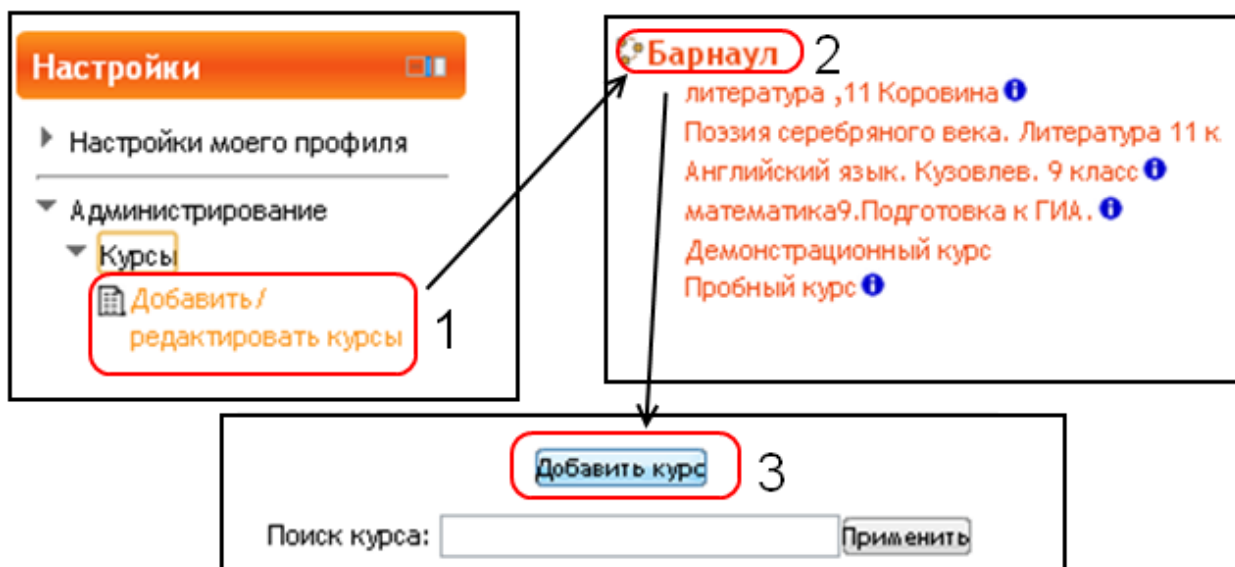 Настройки
Настройки моего профиля
Администрирование
Курсы
Добавить/
редактировать курсы
1
Барнаул
2
литература ,11 Коровина
Поэзия серебряного века. Литература 11 к
Английский язык. Кузовлев. 9 класс
математика9.Подготовка к ГИА.
Демонстрационный курс
Пробный курс
Добавить курс
3
Поиск курса:
Применить